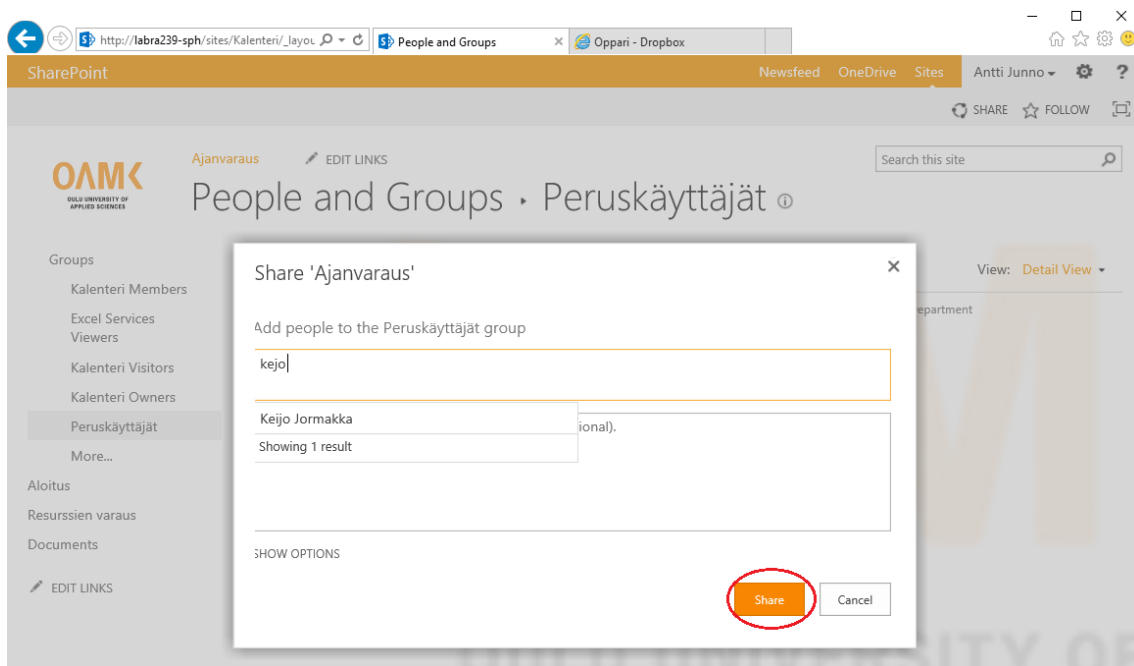 http://labra239-sph/sites/Kalenteri/_layou
People and Groups
Oppari - Dropbox
SharePoint
Newsfeed OneDrive Sites Antti Junno ?
SHARE FOLLOW
OAMK
OULU UNIVERSITY OF
APPLIED SCIENCES
Ajanvaraus EDIT LINKS
Search this site
People and Groups ▸ Peruskäyttäjät
Groups
Kalenteri Members
Excel Services
Viewers
Kalenteri Visitors
Kalenteri Owners
Peruskäyttäjät
More...
Aloitus
Resurssien varaus
Documents
EDIT LINKS
View: Detail View
epartment
Share 'Ajanvaraus'
Add people to the Peruskäyttäjät group
kejo
Keijo Jormakka
Showing 1 result
ional).
SHOW OPTIONS
Share Cancel
OULU UNIVERSITY OF